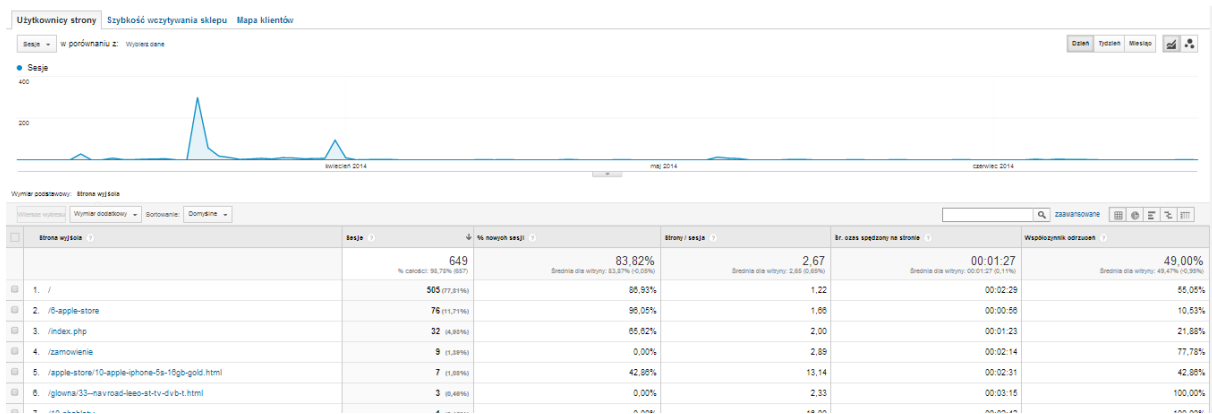 Użytkownicy strony Szybkość wczytywania sklepu Mapa klientów
Sesje w porównaniu z: Wybierz dane Dzień Tydzień Miesiąc
Sesje
400
200
kwiecień 2014 maj 2014 czerwiec 2014
Wymiar podstawowy: Strona wyjścia
Wiersze wykresu Wymiar dodatkowy Sortowanie: Domyślne zaawansowane
Strona wyjścia ? Sesje ? % nowych sesji ? Strony / sesja ? Śr. czas spędzony na stronie ? Współczynnik odrzuceń ?
649 83,82% 2,67 00:01:27 49,00%
% całości: 98,78% (657) Średnia dla witryny: 83,87% (-0,05%) Średnia dla witryny: 2,65 (0,85%) Średnia dla witryny: 00:01:27 (0,11%) Średnia dla witryny: 49,47% (-0,95%)
1. / 505 (77,81%) 86,93% 1,22 00:02:29 55,05%
2. /6-apple-store 76 (11,71%) 96,05% 1,66 00:00:56 10,53%
3. /index.php 32 (4,93%) 65,62% 2,00 00:01:23 21,88%
4. /zamowienie 9 (1,39%) 0,00% 2,89 00:02:14 77,78%
5. /apple-store/10-apple-iphone-5s-16gb-gold.html 7 (1,08%) 42,86% 13,14 00:02:31 42,86%
6. /glowna/33--navroad-leeo-st-tv-dvb-t.html 3 (0,46%) 0,00% 2,33 00:03:15 100,00%